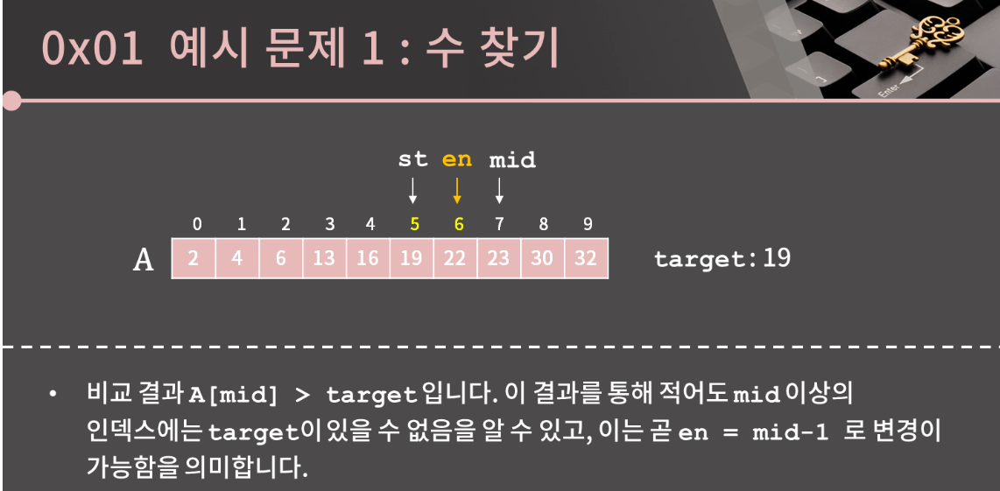 0x01 예시 문제 1 : 수 찾기
Enter
st en mid
0 1 2 3 4 5 6 7 8 9
A 2 4 6 13 16 19 22 23 30 32 target: 19
• 비교 결과 A[mid] > target 입니다. 이 결과를 통해 적어도 mid 이상의
인덱스에는 target이 있을 수 없음을 알 수 있고, 이는 곧 en = mid-1 로 변경이
가능함을 의미합니다.